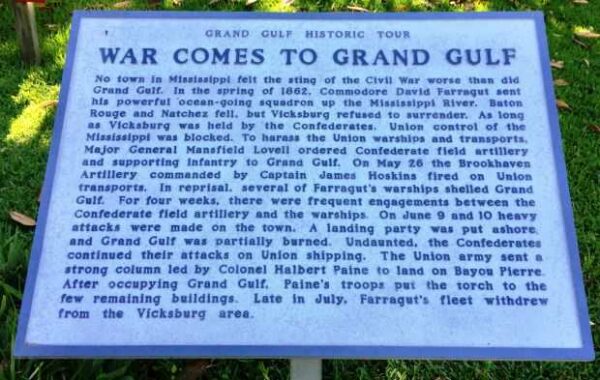 GRAND GULF HISTORIC TOUR
WAR COMES TO GRAND GULF
No town in Mississippi felt the sting of the Civil War worse than did
Grand Gulf. In the spring of 1862, Commodore David Farragut sent
his powerful ocean-going squadron up the Mississippi River. Baton
Rouge and Natchez fell, but Vicksburg refused to surrender. As long
as Vicksburg was held by the Confederates, Union control of the
Mississippi was blocked. To harass the Union warships and transports,
Major General Mansfield Lovell ordered Confederate field artillery
and supporting infantry to Grand Gulf. On May 26 the Brookhaven
Artillery commanded by Captain James Hoskins fired on Union
transports. In reprisal, several of Farragut's warships shelled Grand
Gulf. For four weeks, there were frequent engagements between the
Confederate field artillery and the warships. On June 9 and 10 heavy
attacks were made on the town. A landing party was put ashore,
and Grand Gulf was partially burned. Undaunted, the Confederates
continued their attacks on Union shipping. The Union army sent a
strong column led by Colonel Halbert Paine to land on Bayou Pierre.
After occupying Grand Gulf, Paine's troops put the torch to the
few remaining buildings. Late in July, Farragut's fleet withdrew
from the Vicksburg area.